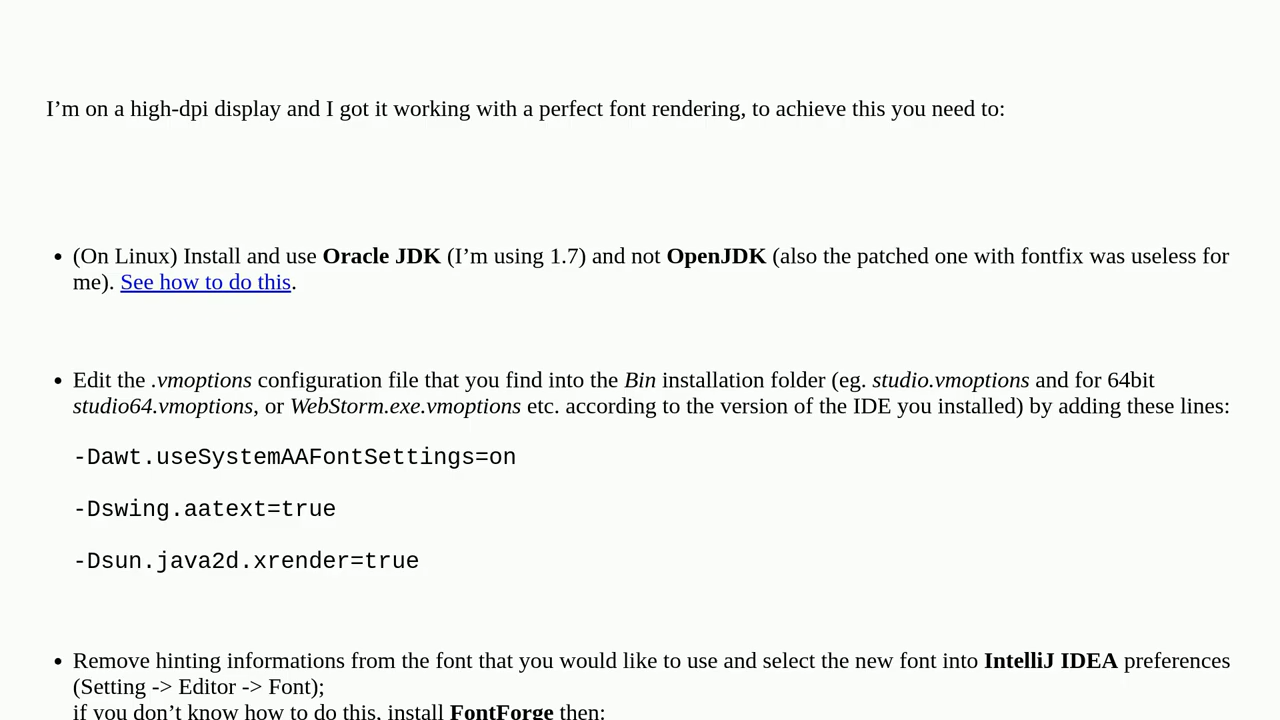 I’m on a high-dpi display and I got it working with a perfect font rendering, to achieve this you need to:
• (On Linux) Install and use Oracle JDK (I’m using 1.7) and not OpenJDK (also the patched one with fontfix was useless for
me). See how to do this.
• Edit the .vmoptions configuration file that you find into the Bin installation folder (eg. studio.vmoptions and for 64bit
studio64.vmoptions, or WebStorm.exe.vmoptions etc. according to the version of the IDE you installed) by adding these lines:
-Dawt.useSystemAAFontSettings=on
-Dswing.aatext=true
-Dsun.java2d.xrender=true
• Remove hinting informations from the font that you would like to use and select the new font into IntelliJ IDEA preferences
(Setting -> Editor -> Font);
if you don’t know how to do this, install FontForge then: